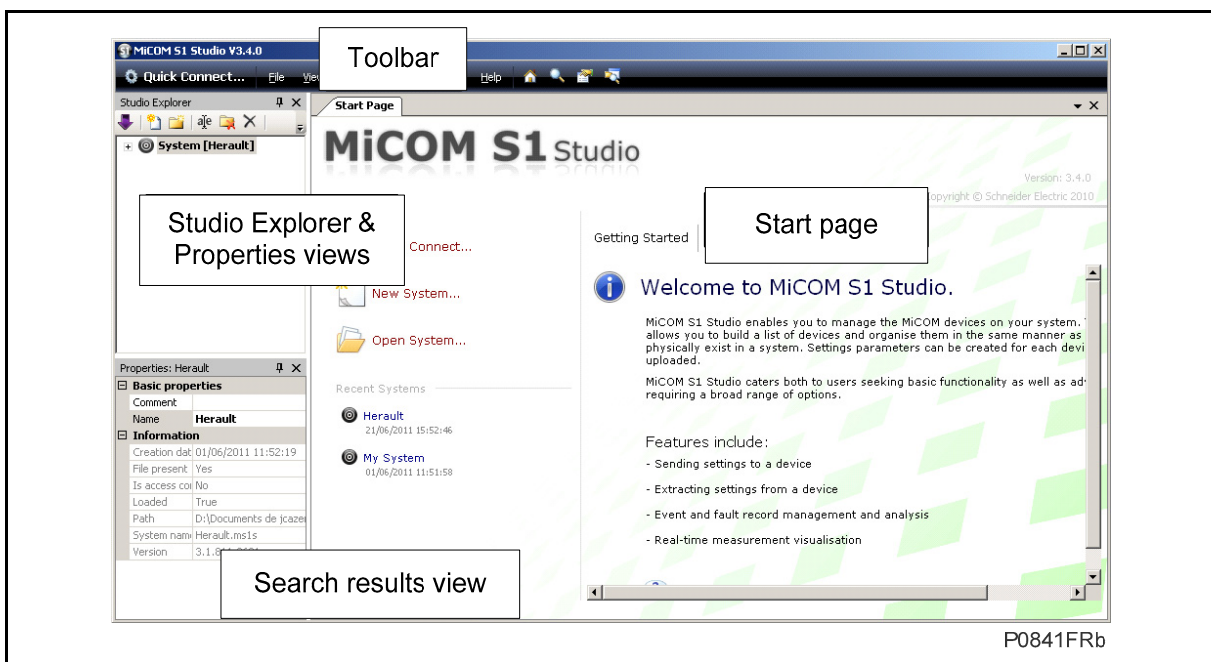 MiCOM S1 Studio V3.4.0
Toolbar
Quick Connect... File Help
Studio Explorer
Start Page
System [Herault]
MiCOM S1 Studio
Version: 3.4.0
Copyright © Schneider Electric 2010
Studio Explorer &
Properties views
Start page
Connect...
New System...
Open System...
Recent Systems
Herault
21/06/2011 15:52:46
My System
01/06/2011 11:51:58
Getting Started
Welcome to MiCOM S1 Studio.
MiCOM S1 Studio enables you to manage the MiCOM devices on your system.
allows you to build a list of devices and organise them in the same manner as
physically exist in a system. Settings parameters can be created for each devi
uploaded.
MiCOM S1 Studio caters both to users seeking basic functionality as well as ad
requiring a broad range of options.
Features include:
- Sending settings to a device
- Extracting settings from a device
- Event and fault record management and analysis
- Real-time measurement visualisation
Properties: Herault
Basic properties
Comment
Name Herault
Information
Creation dat 01/06/2011 11:52:19
File present Yes
Is access co No
Loaded True
Path D:\Documents de jcaze
System nam Herault.ms1s
Version 3.1.8
Search results view
P0841FRb